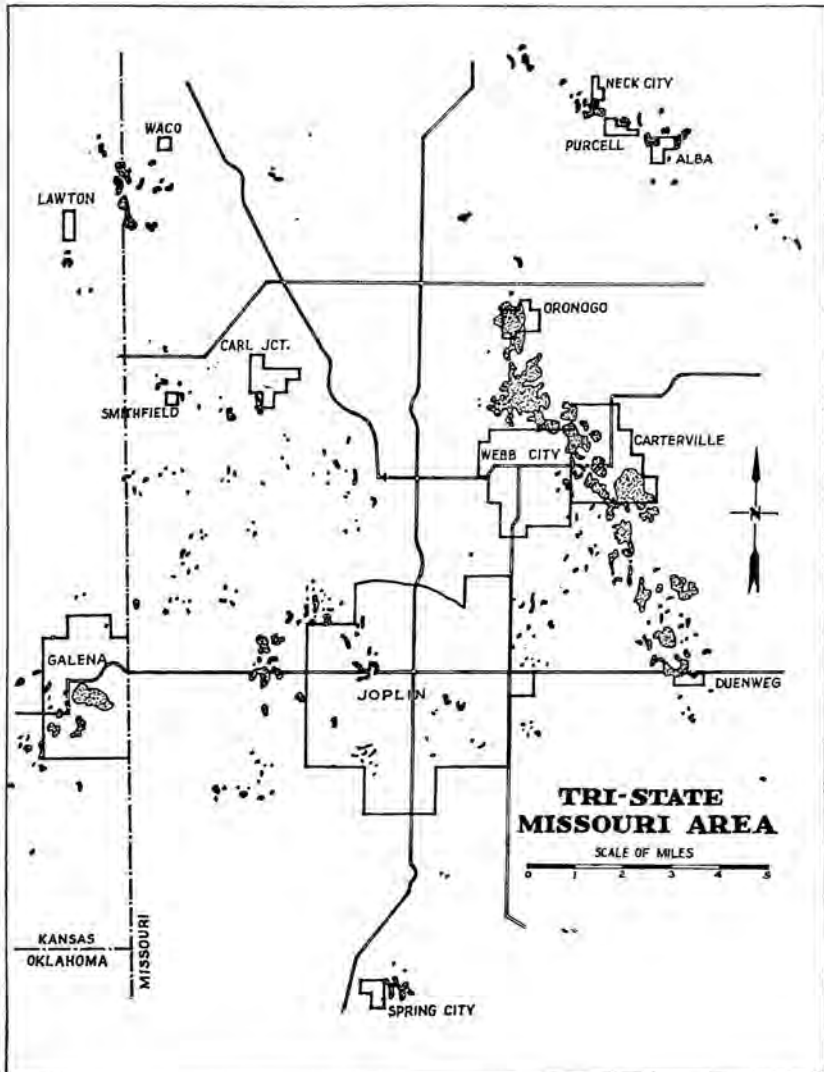 NECK CITY
WACO
PURCELL
ALBA
LAWTON
ORONOGO
CARL JCT.
SMITHFIELD
WEBB CITY
CARTERVILLE
N
GALENA
JOPLIN
DUENWEG
TRI-STATE
MISSOURI AREA
SCALE OF MILES
0 1 2 3 4 5
KANSAS
OKLAHOMA
MISSOURI
SPRING CITY